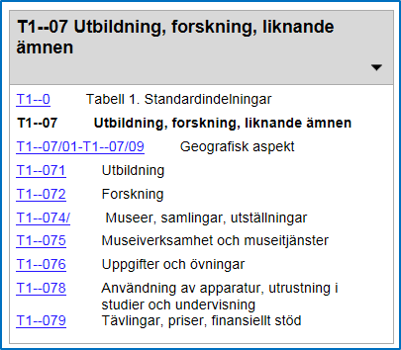 T1--07 Utbildning, forskning, liknande
ämnen
T1--0 Tabell 1. Standardindelningar
T1--07 Utbildning, forskning, liknande ämnen
T1--07/01-T1--07/09 Geografisk aspekt
T1--071 Utbildning
T1--072 Forskning
T1--074/ Museer, samlingar, utställningar
T1--075 Museiverksamhet och museitjänster
T1--076 Uppgifter och övningar
T1--078 Användning av apparatur, utrustning i
studier och undervisning
T1--079 Tävlingar, priser, finansiellt stöd